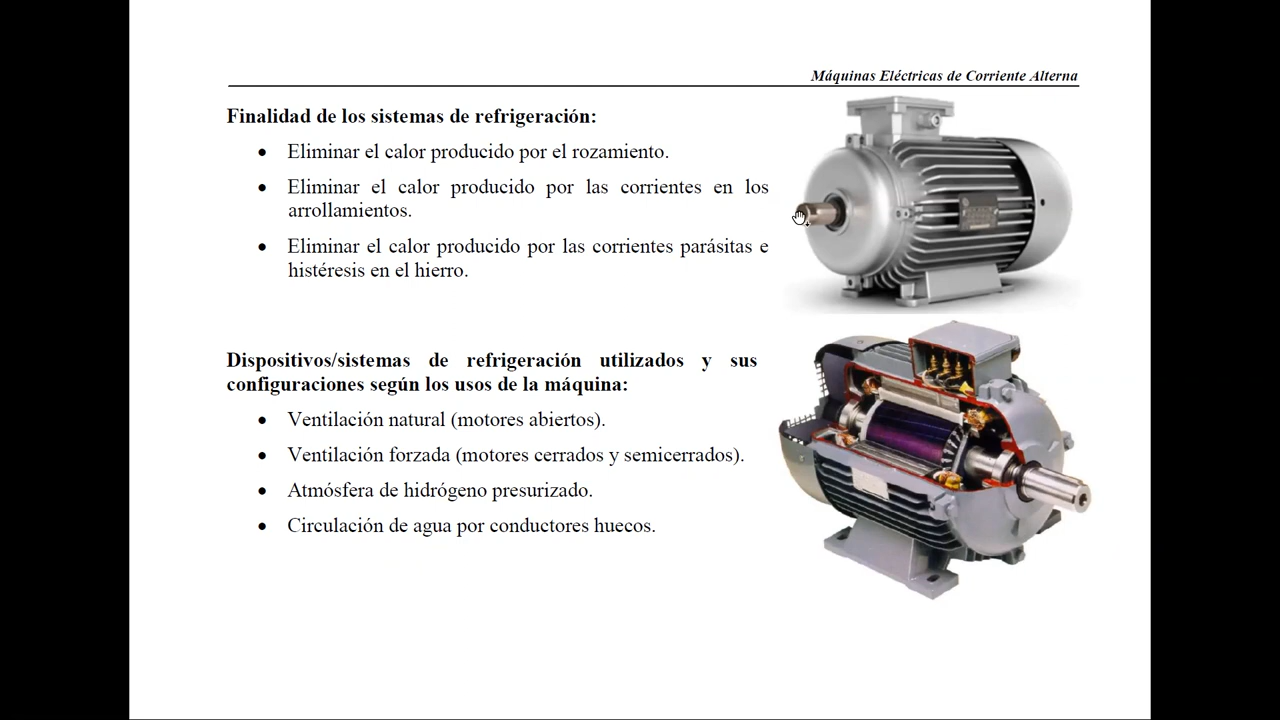 Máquinas Eléctricas de Corriente Alterna
Finalidad de los sistemas de refrigeración:
• Eliminar el calor producido por el rozamiento.
• Eliminar el calor producido por las corrientes en los
arrollamientos.
• Eliminar el calor producido por las corrientes parásitas e
histéresis en el hierro.
Dispositivos/sistemas de refrigeración utilizados y sus
configuraciones según los usos de la máquina:
• Ventilación natural (motores abiertos).
• Ventilación forzada (motores cerrados y semicerrados).
• Atmósfera de hidrógeno presurizado.
• Circulación de agua por conductores huecos.